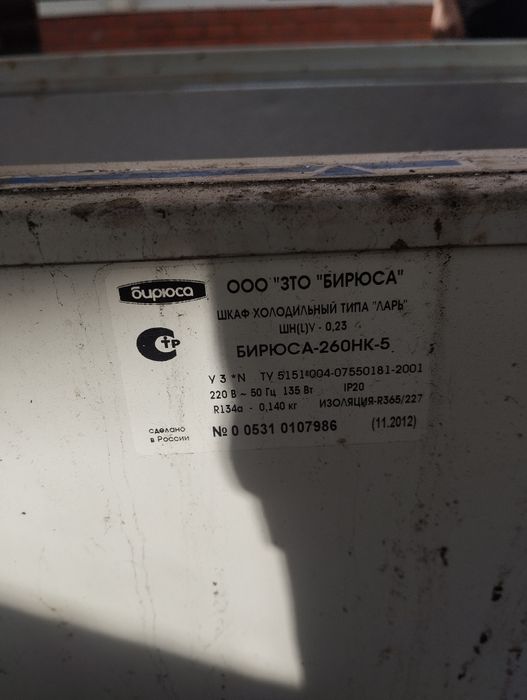 бирюса
ООО "ЗТО "БИРЮСА"
ШКАФ ХОЛОДИЛЬНЫЙ ТИПА "ЛАРЬ"
ШН(L)V - 0,23
БИРЮСА-260НК-5
СТР
У 3 *N ТУ 5151-004-07550181-2001
220 В ~ 50 Гц 135 Вт IP20
R134a - 0,140 кг ИЗОЛЯЦИЯ-R365/227
сделано
в России
№ 0 0531 0107986 (11.2012)